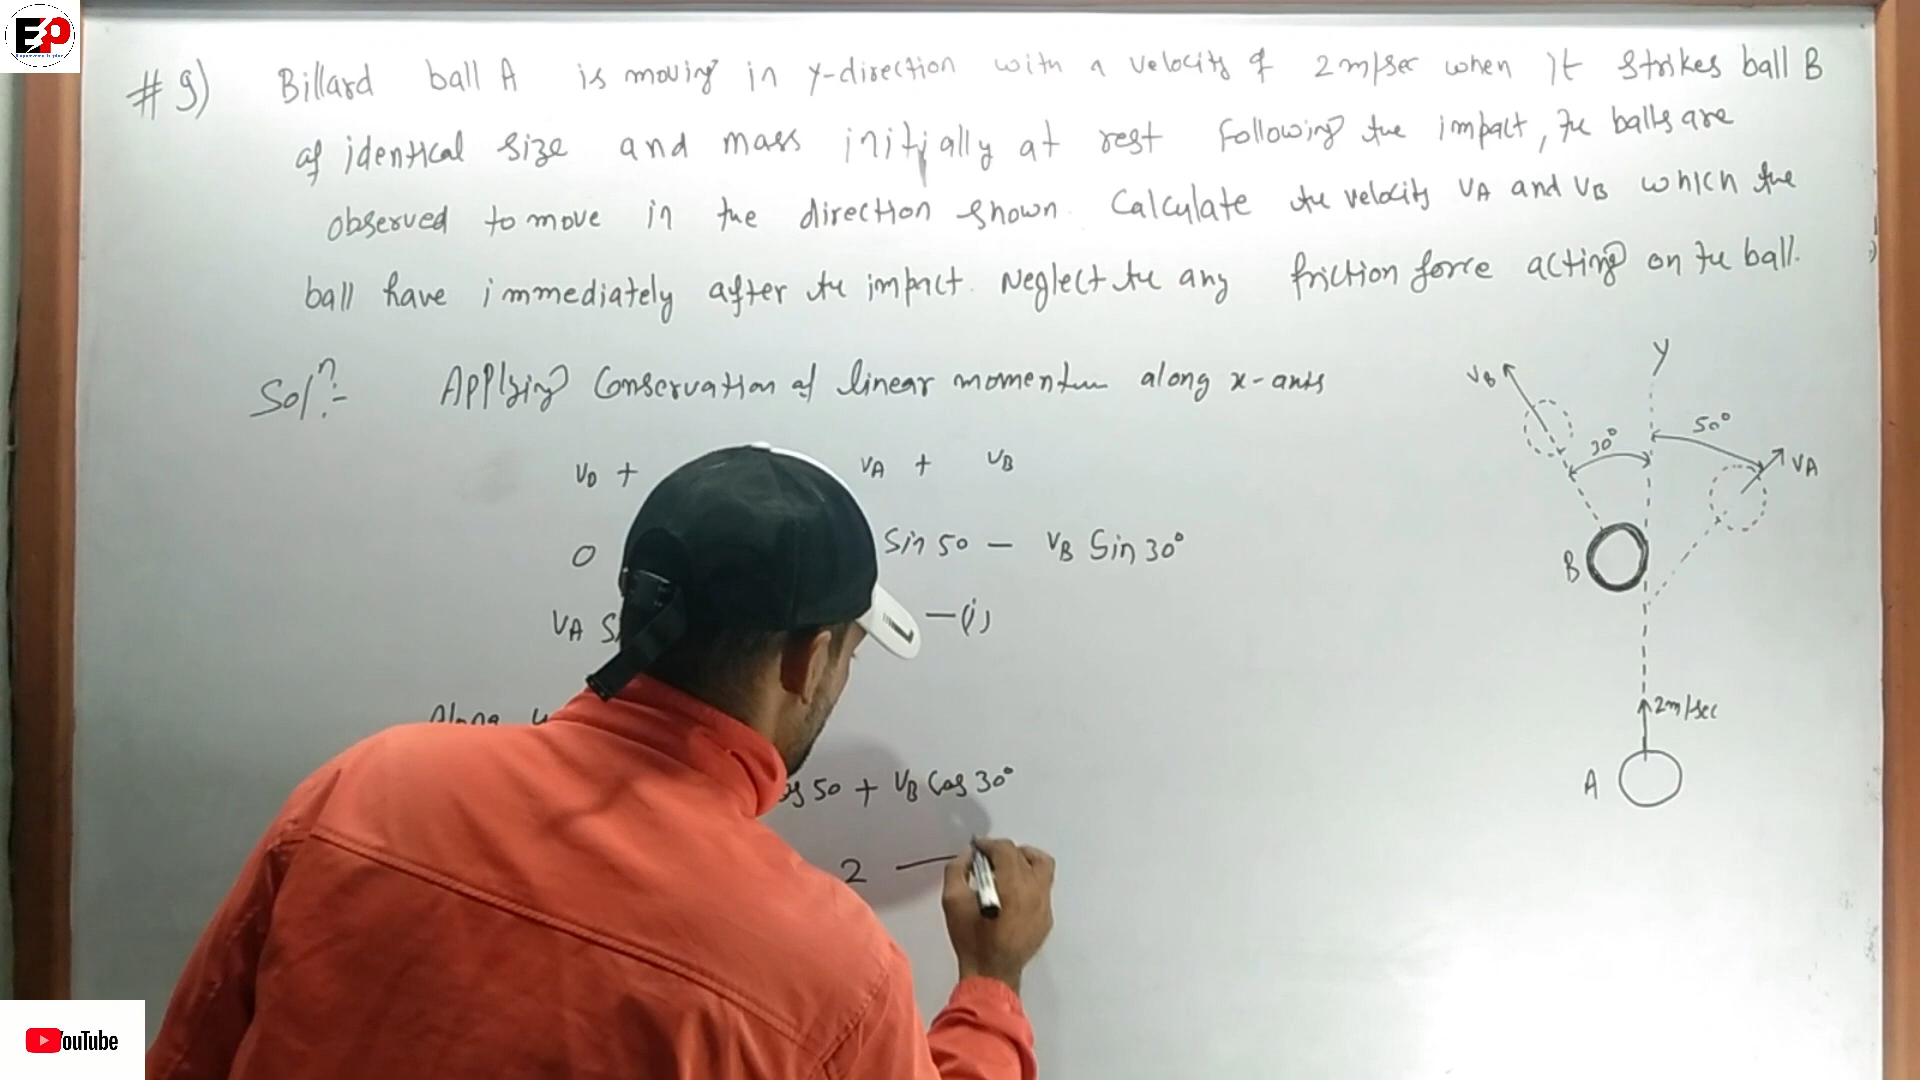 EP
# 9) Billard ball A is moving in y-direction with a velocity of 2m/sec when It strikes ball B
of identical size and mass initially at rest Following the impact, the balls are
observed to move in the direction shown. Calculate the velocity VA and VB which the
ball have immediately after the impact. Neglect the any friction force acting on the ball.
Solⁿ:- Applying Conservation of linear momentum along x-axis
v0 + VA + VB
0 Sin 50 – VB Sin 30°
VA –(i)
Along
50 + VB Cos 30°
2 —
VB
Y
30°
50°
VA
B
2m/sec
A
YouTube